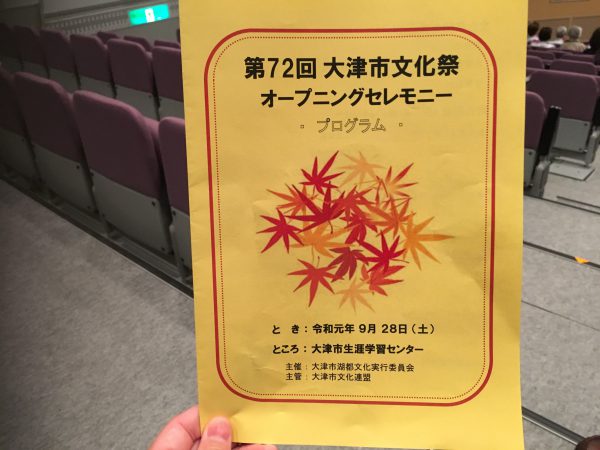 第72回 大津市文化祭
オープニングセレモニー
・ プログラム ・
と き：令和元年 9月 28日（土）
ところ：大津市生涯学習センター
主催：大津市湖都文化実行委員会
主管：大津市文化連盟